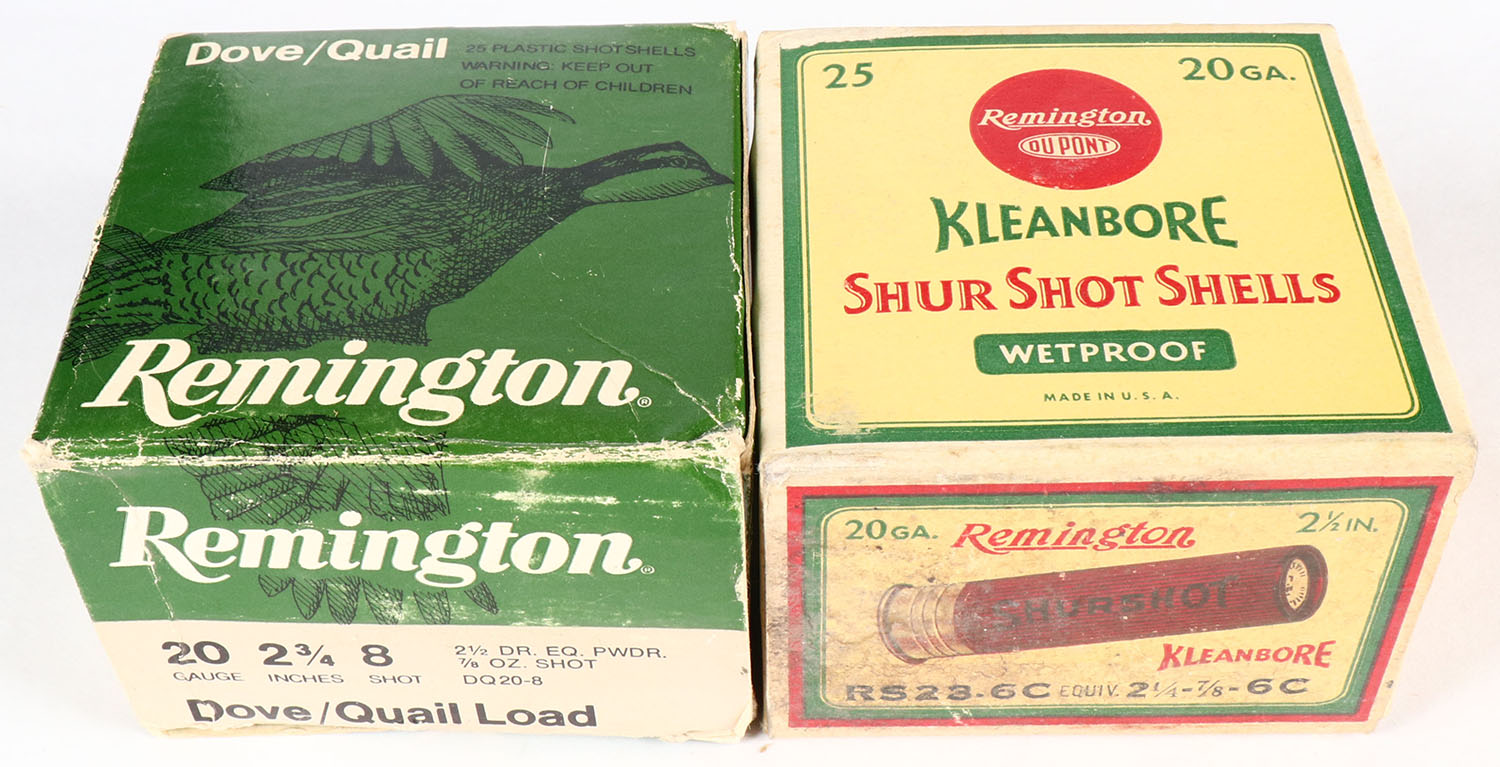 Dove/Quail
25 PLASTIC SHOTSHELLS
WARNING: KEEP OUT
OF REACH OF CHILDREN
Remington®
Remington®
20 2¾ 8
GAUGE INCHES SHOT
2½ DR. EQ. PWDR.
⅞ OZ. SHOT
DQ20-8
Dove/Quail Load
25 20 GA.
Remington
DU PONT
KLEANBORE
SHUR SHOT SHELLS
WETPROOF
MADE IN U.S.A.
20 GA. Remington 2½ IN.
SHURSHOT
KLEANBORE
RS23-6C EQUIV. 2¼-⅞-6C